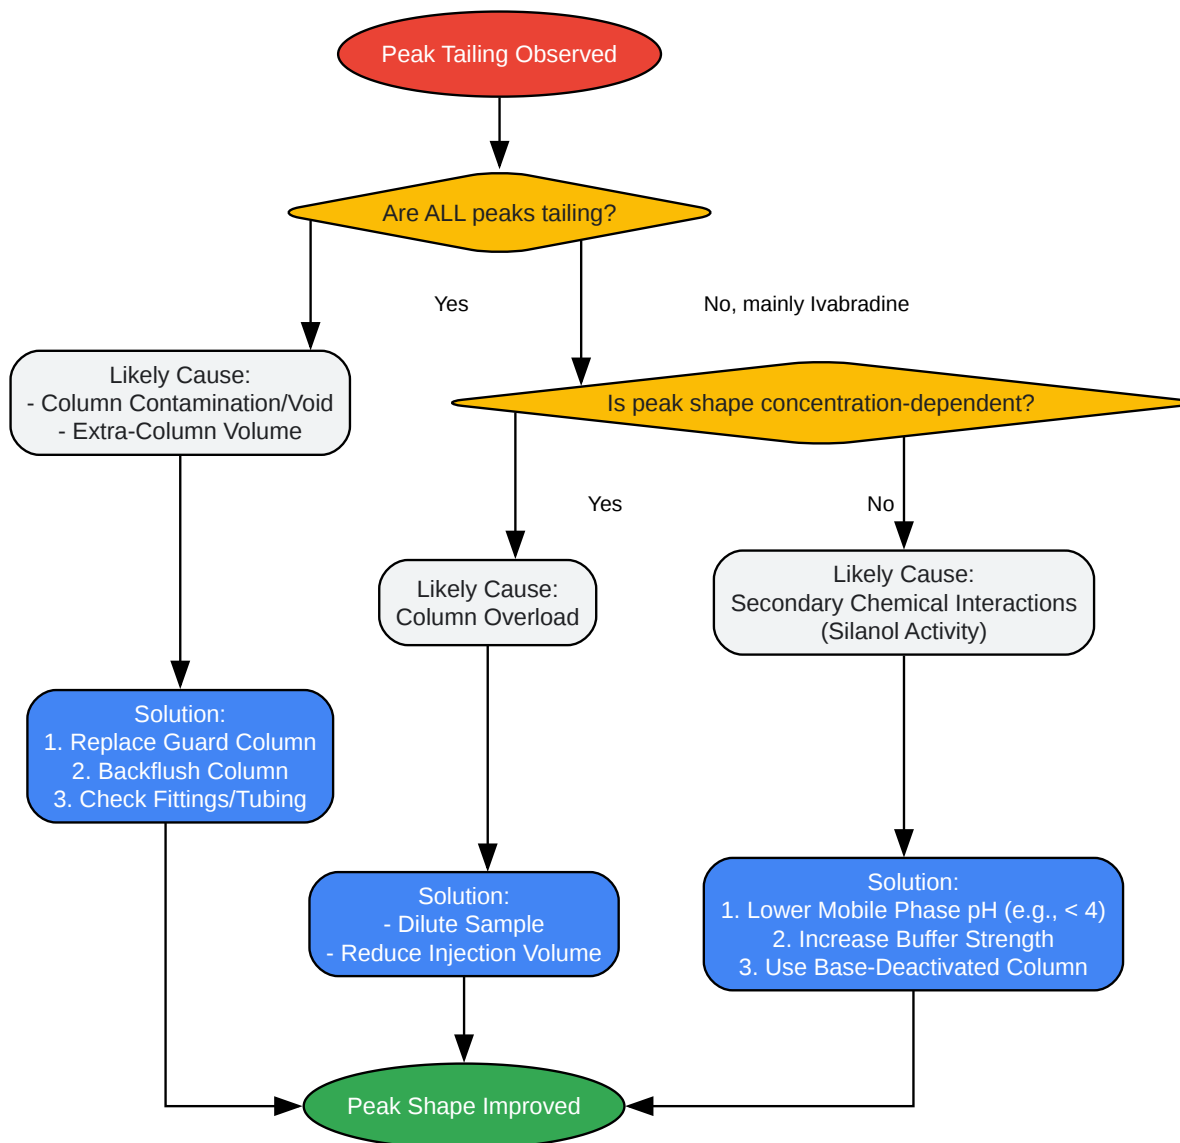 Peak Tailing Observed
Are ALL peaks tailing?
Yes
No, mainly Ivabradine
Likely Cause:
- Column Contamination/Void
- Extra-Column Volume
Is peak shape concentration-dependent?
Yes
No
Likely Cause:
Column Overload
Likely Cause:
Secondary Chemical Interactions
(Silanol Activity)
Solution:
1. Replace Guard Column
2. Backflush Column
3. Check Fittings/Tubing
Solution:
- Dilute Sample
- Reduce Injection Volume
Solution:
1. Lower Mobile Phase pH (e.g., < 4)
2. Increase Buffer Strength
3. Use Base-Deactivated Column
Peak Shape Improved